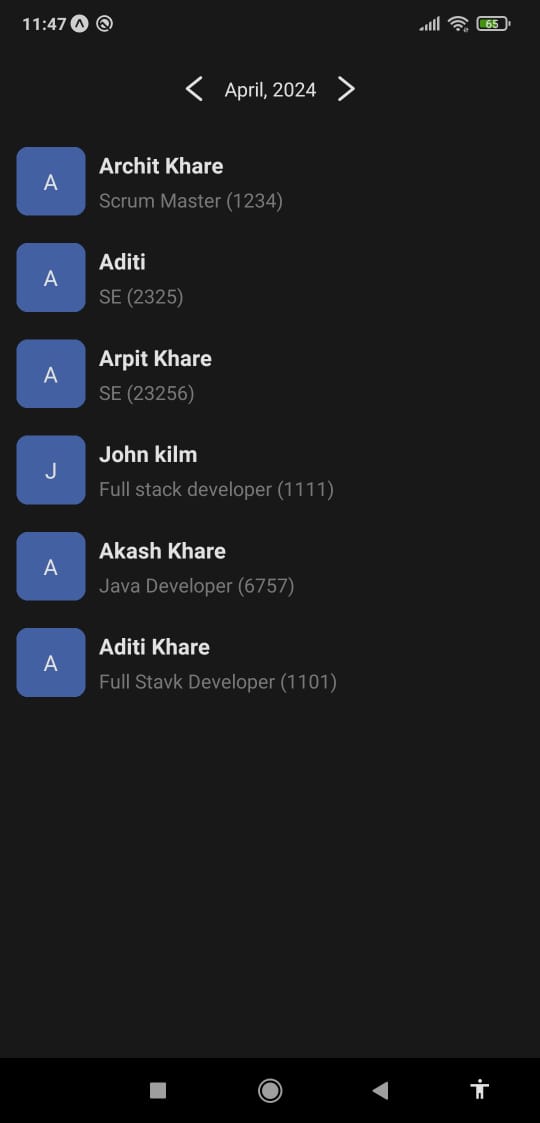 11:47
65
April, 2024
A
Archit Khare
Scrum Master (1234)
A
Aditi
SE (2325)
A
Arpit Khare
SE (23256)
J
John kilm
Full stack developer (1111)
A
Akash Khare
Java Developer (6757)
A
Aditi Khare
Full Stavk Developer (1101)